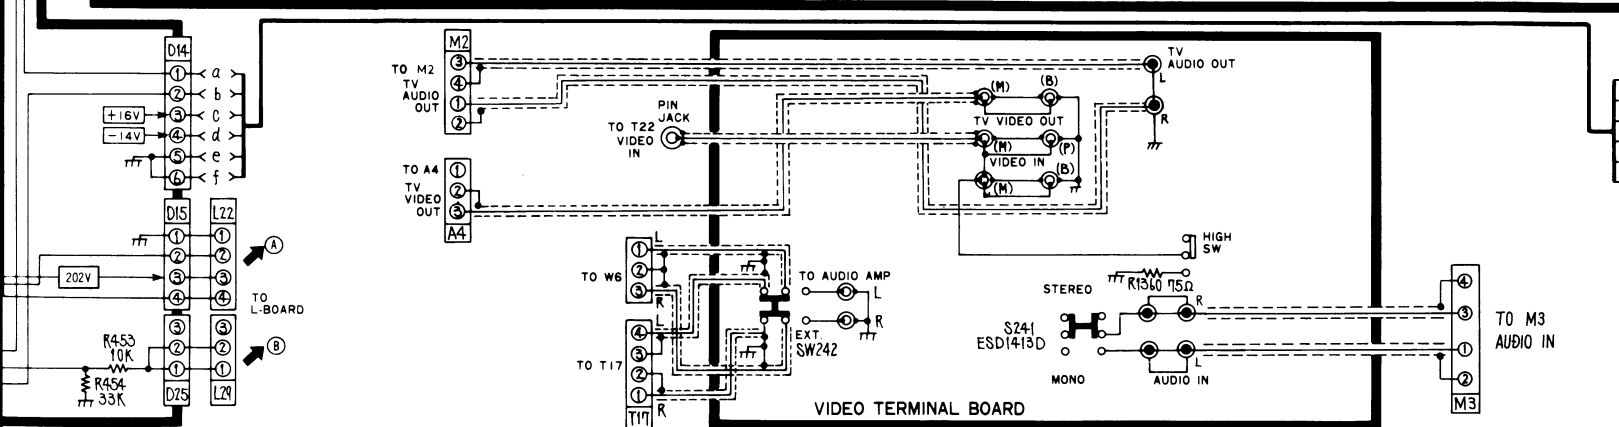 D14
1
a
2
b
+16V
3
c
-14V
4
d
5
e
6
f
D15
L22
1
1
A
2
2
202V
3
3
4
4
TO
L-BOARD
3
3
R453
10K
2
2
B
1
1
R454
33K
D25
L29
M2
3
TO M2
4
TV
AUDIO
OUT
1
2
TO A4
1
TV
VIDEO
OUT
2
3
A4
PIN
JACK
TO T22
VIDEO
IN
TV
AUDIO OUT
L
R
(M)
(B)
TV VIDEO OUT
(M)
(P)
VIDEO IN
(M)
(B)
HIGH
SW
R1360 75Ω
L
1
TO W6
2
3
R
TO AUDIO AMP
L
R
EXT.
SW242
L
4
3
TO T17
2
1
R
T17
STEREO
S241
ESD1413D
MONO
R
L
AUDIO IN
VIDEO TERMINAL BOARD
4
3
1
2
M3
TO M3
AUDIO IN